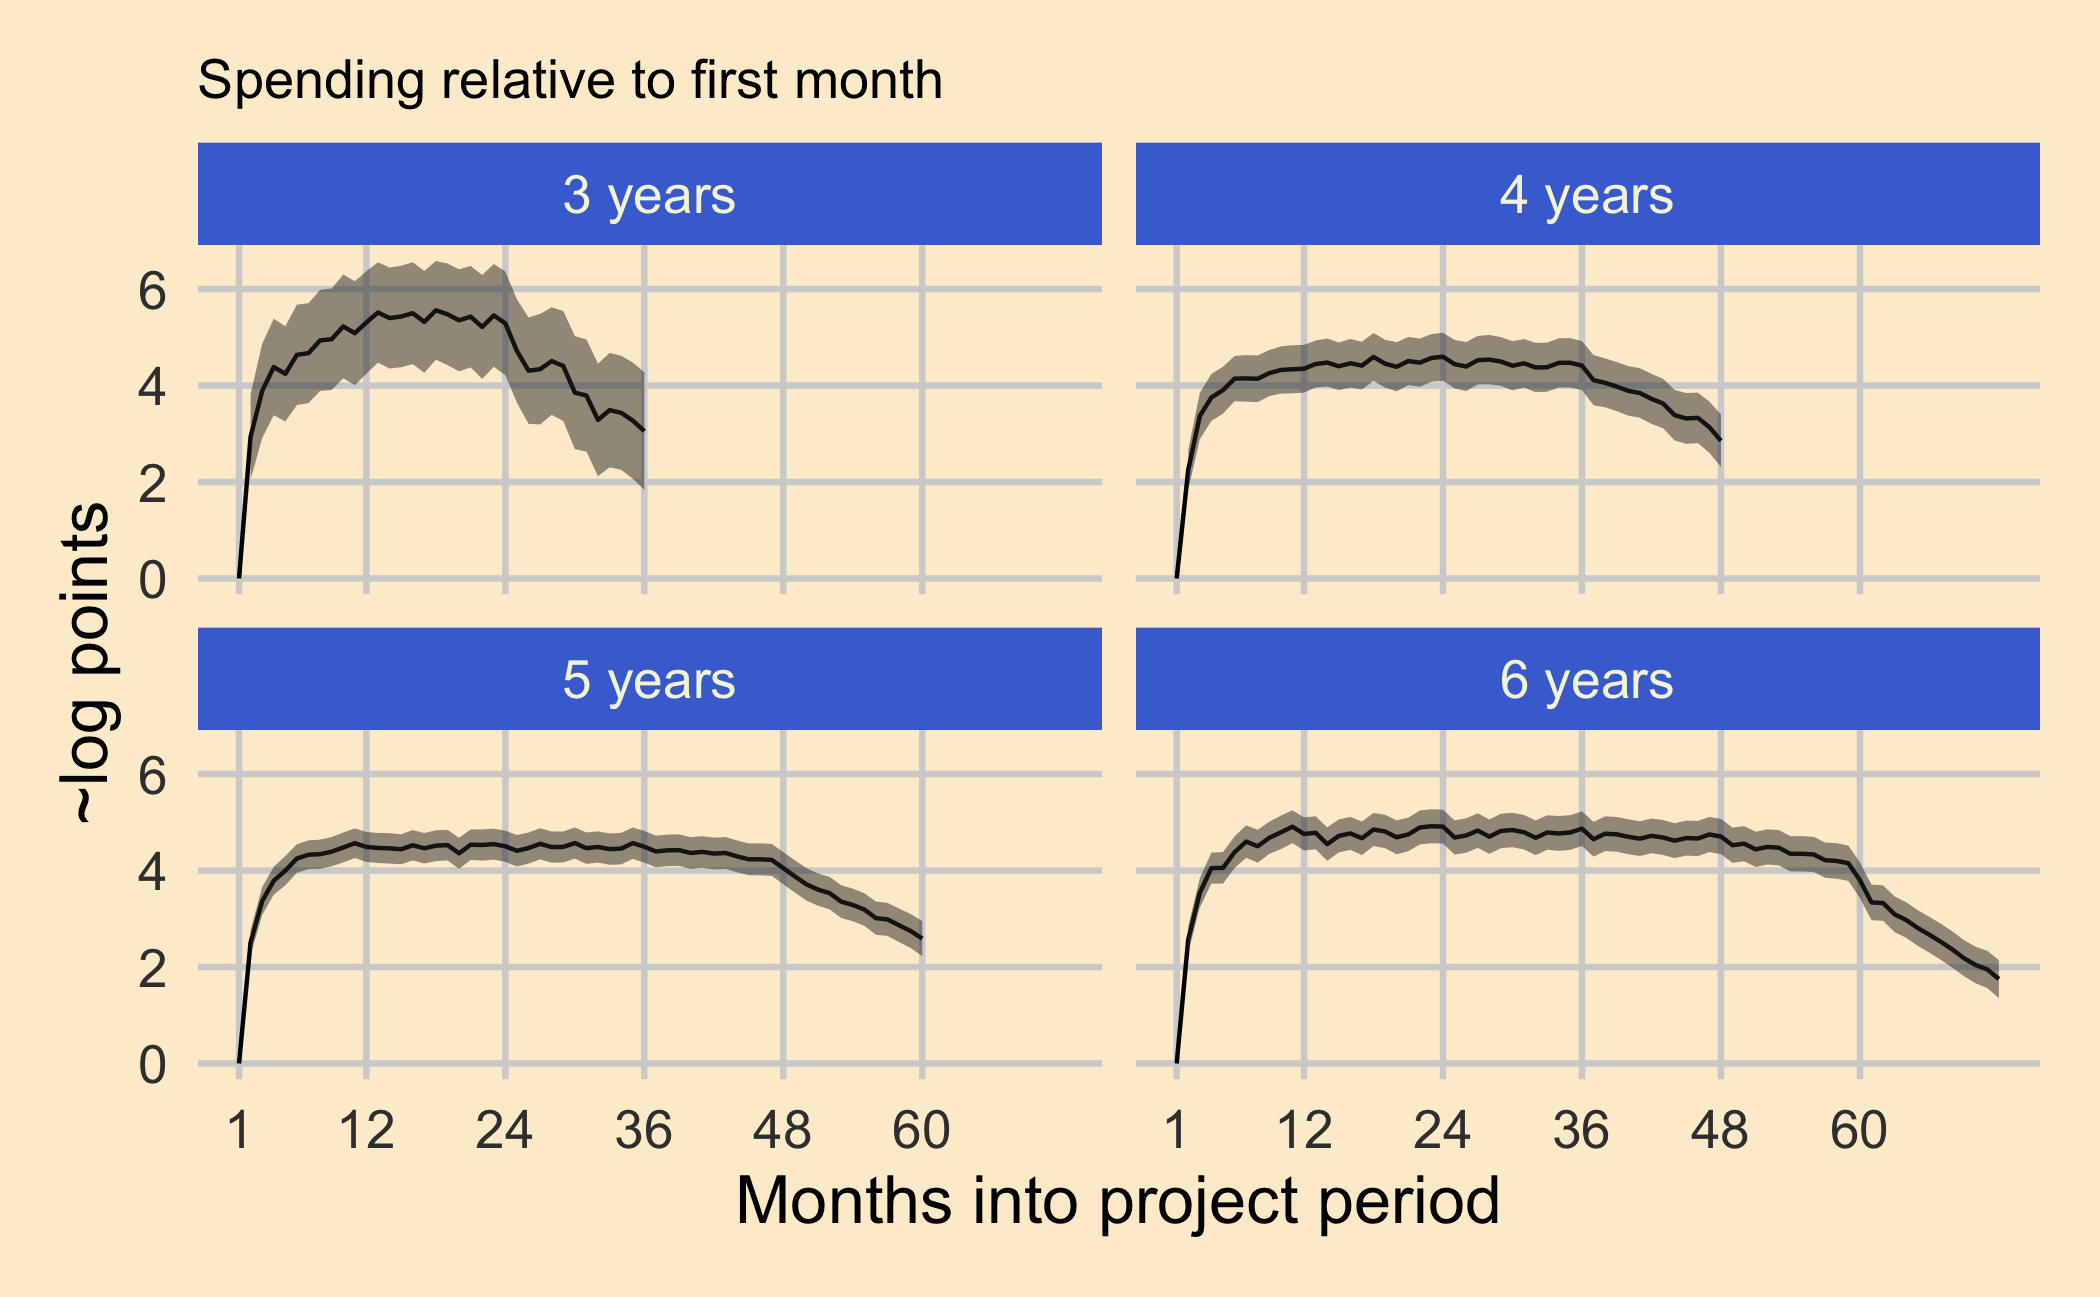 Spending relative to first month
3 years
4 years
6
4
2
0
~log points
5 years
6 years
6
4
2
0
1 12 24 36 48 60
1 12 24 36 48 60
Months into project period